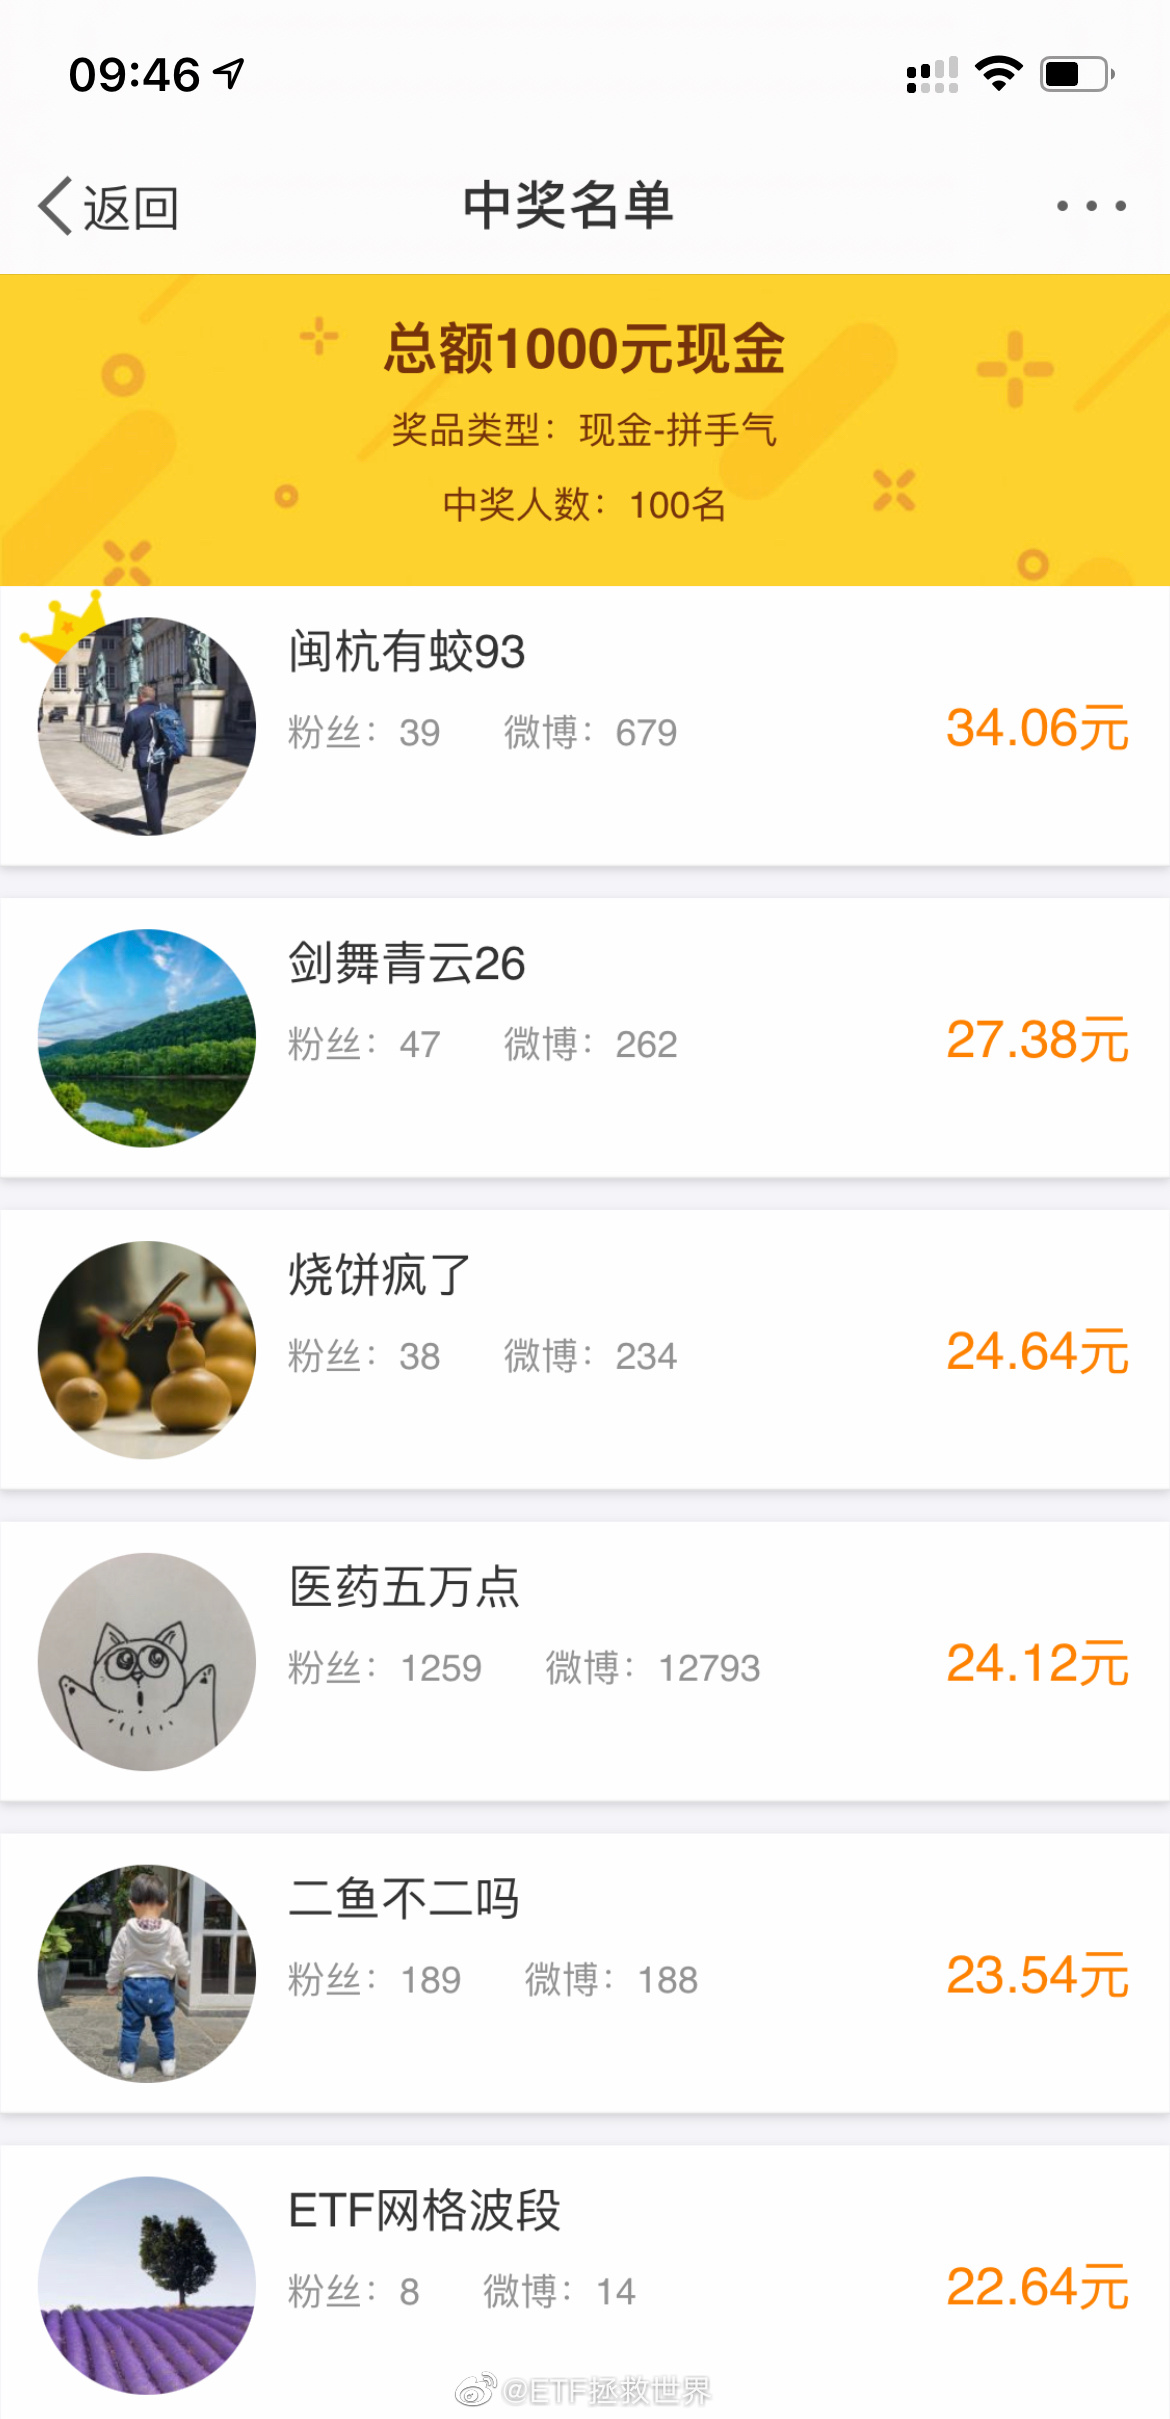 09:46
返回
中奖名单
总额1000元现金
奖品类型：现金-拼手气
中奖人数：100名
闽杭有蛟93
粉丝：39 微博：679
34.06元
剑舞青云26
粉丝：47 微博：262
27.38元
烧饼疯了
粉丝：38 微博：234
24.64元
医药五万点
粉丝：1259 微博：12793
24.12元
二鱼不二吗
粉丝：189 微博：188
23.54元
ETF网格波段
粉丝：8 微博：14
22.64元
@ETF拯救世界